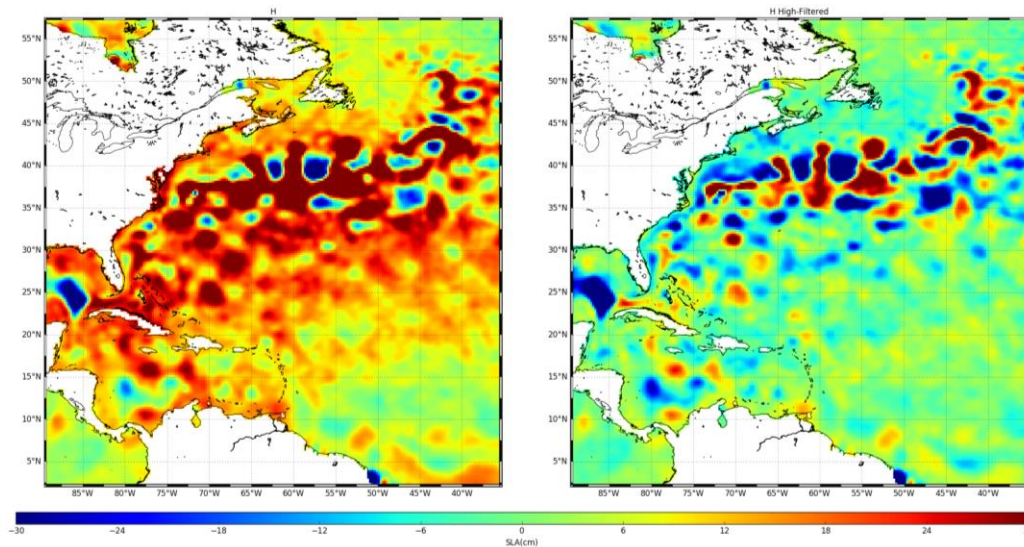 H
H High-Filtered
55°N
50°N
45°N
40°N
35°N
30°N
25°N
20°N
15°N
10°N
5°N
85°W 80°W 75°W 70°W 65°W 60°W 55°W 50°W 45°W 40°W
55°N
50°N
45°N
40°N
35°N
30°N
25°N
20°N
15°N
10°N
5°N
85°W 80°W 75°W 70°W 65°W 60°W 55°W 50°W 45°W 40°W
−30 −24 −18 −12 −6 0 6 12 18 24
SLA(cm)